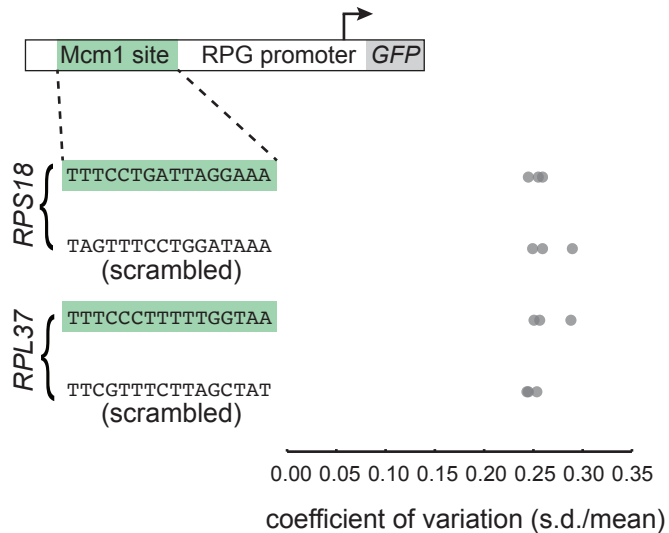 Mcm1 site RPG promoter GFP
RPS18
TTTCCTGATTAGGAAA
TAGTTTCCTGGATAAA
(scrambled)
RPL37
TTTCCCTTTTTGGTAA
TTCGTTTCTTAGCTAT
(scrambled)
0.00 0.05 0.10 0.15 0.20 0.25 0.30 0.35
coefficient of variation (s.d./mean)